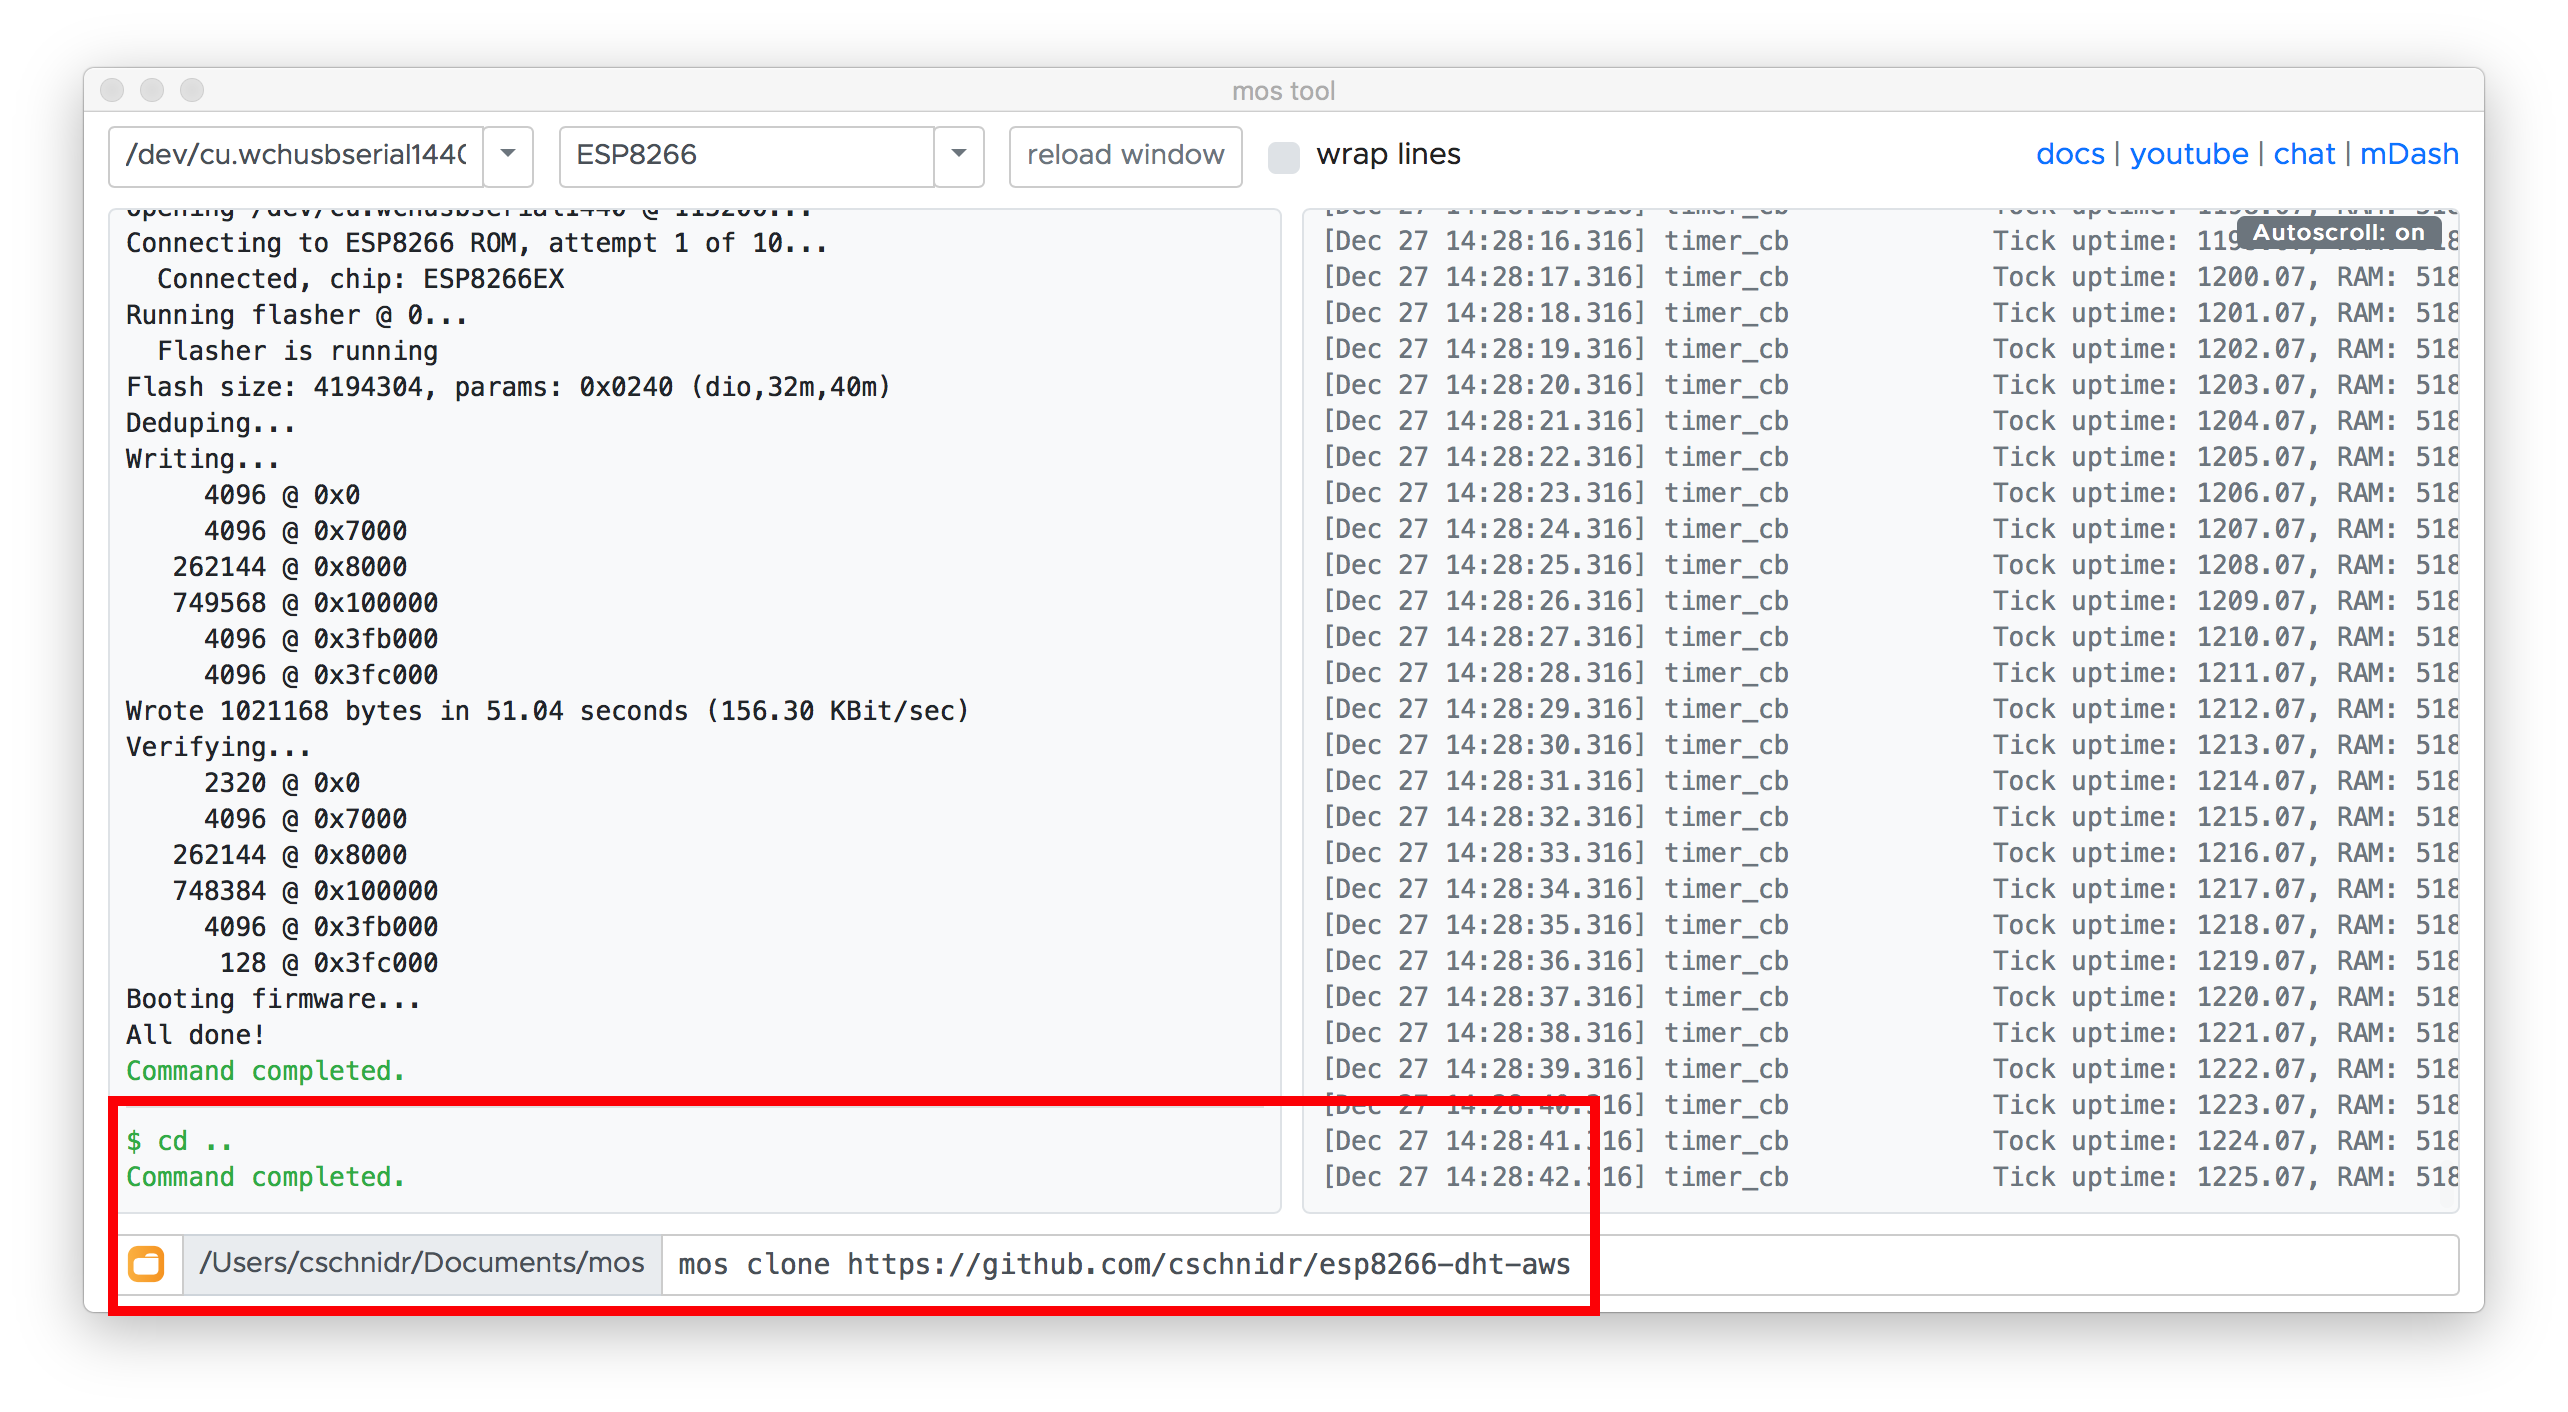 mos tool
/dev/cu.wchusbserial144
ESP8266
reload window
wrap lines
docs | youtube | chat | mDash
Opening /dev/cu.wchusbserial1440 @ 115200...
Connecting to ESP8266 ROM, attempt 1 of 10...
Connected, chip: ESP8266EX
Running flasher @ 0...
Flasher is running
Flash size: 4194304, params: 0x0240 (dio,32m,40m)
Deduping...
Writing...
4096 @ 0x0
4096 @ 0x7000
262144 @ 0x8000
749568 @ 0x100000
4096 @ 0x3fb000
4096 @ 0x3fc000
Wrote 1021168 bytes in 51.04 seconds (156.30 KBit/sec)
Verifying...
2320 @ 0x0
4096 @ 0x7000
262144 @ 0x8000
748384 @ 0x100000
4096 @ 0x3fb000
128 @ 0x3fc000
Booting firmware...
All done!
Command completed.
$ cd ..
Command completed.
Autoscroll: on
[Dec 27 14:28:15.316] timer_cb Tock uptime:
[Dec 27 14:28:16.316] timer_cb Tick uptime:
[Dec 27 14:28:17.316] timer_cb Tock uptime: 1200.07, RAM: 518
[Dec 27 14:28:18.316] timer_cb Tick uptime: 1201.07, RAM: 518
[Dec 27 14:28:19.316] timer_cb Tock uptime: 1202.07, RAM: 518
[Dec 27 14:28:20.316] timer_cb Tick uptime: 1203.07, RAM: 518
[Dec 27 14:28:21.316] timer_cb Tock uptime: 1204.07, RAM: 518
[Dec 27 14:28:22.316] timer_cb Tick uptime: 1205.07, RAM: 518
[Dec 27 14:28:23.316] timer_cb Tock uptime: 1206.07, RAM: 518
[Dec 27 14:28:24.316] timer_cb Tick uptime: 1207.07, RAM: 518
[Dec 27 14:28:25.316] timer_cb Tock uptime: 1208.07, RAM: 518
[Dec 27 14:28:26.316] timer_cb Tick uptime: 1209.07, RAM: 518
[Dec 27 14:28:27.316] timer_cb Tock uptime: 1210.07, RAM: 518
[Dec 27 14:28:28.316] timer_cb Tick uptime: 1211.07, RAM: 518
[Dec 27 14:28:29.316] timer_cb Tock uptime: 1212.07, RAM: 518
[Dec 27 14:28:30.316] timer_cb Tick uptime: 1213.07, RAM: 518
[Dec 27 14:28:31.316] timer_cb Tock uptime: 1214.07, RAM: 518
[Dec 27 14:28:32.316] timer_cb Tick uptime: 1215.07, RAM: 518
[Dec 27 14:28:33.316] timer_cb Tock uptime: 1216.07, RAM: 518
[Dec 27 14:28:34.316] timer_cb Tick uptime: 1217.07, RAM: 518
[Dec 27 14:28:35.316] timer_cb Tock uptime: 1218.07, RAM: 518
[Dec 27 14:28:36.316] timer_cb Tick uptime: 1219.07, RAM: 518
[Dec 27 14:28:37.316] timer_cb Tock uptime: 1220.07, RAM: 518
[Dec 27 14:28:38.316] timer_cb Tick uptime: 1221.07, RAM: 518
[Dec 27 14:28:39.316] timer_cb Tock uptime: 1222.07, RAM: 518
[Dec 27 14:28:40.316] timer_cb Tick uptime: 1223.07, RAM: 518
[Dec 27 14:28:41.316] timer_cb Tock uptime: 1224.07, RAM: 518
[Dec 27 14:28:42.316] timer_cb Tick uptime: 1225.07, RAM: 518
/Users/cschnidr/Documents/mos
mos clone https://github.com/cschnidr/esp8266-dht-aws